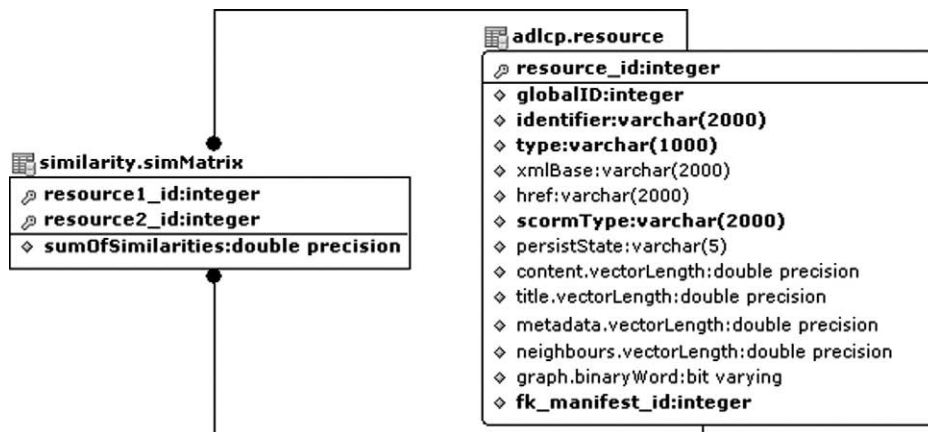 adlcp.resource
resource_id:integer
globalID:integer
identifier:varchar(2000)
type:varchar(1000)
xmlBase:varchar(2000)
href:varchar(2000)
scormType:varchar(2000)
persistState:varchar(5)
content.vectorLength:double precision
title.vectorLength:double precision
metadata.vectorLength:double precision
neighbours.vectorLength:double precision
graph.binaryWord:bit varying
fk_manifest_id:integer
similarity.simMatrix
resource1_id:integer
resource2_id:integer
sumOfSimilarities:double precision